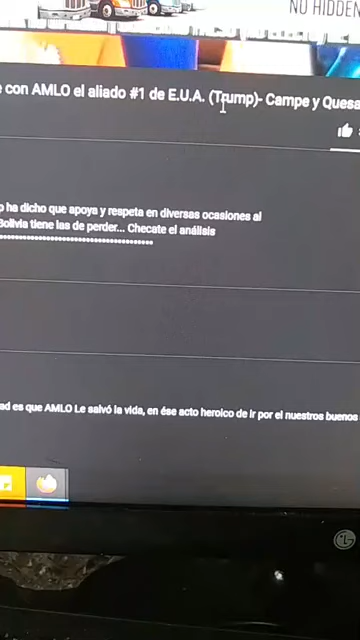 NO HIDDEN
e con AMLO el aliado #1 de E.U.A. (Trump)- Campe y Quesa
o ha dicho que apoya y respeta en diversas ocasiones al
Bolivia tiene las de perder... Checate el análisis
ad es que AMLO Le salvó la vida, en ése acto heroico de ir por el nuestros buenos
LG